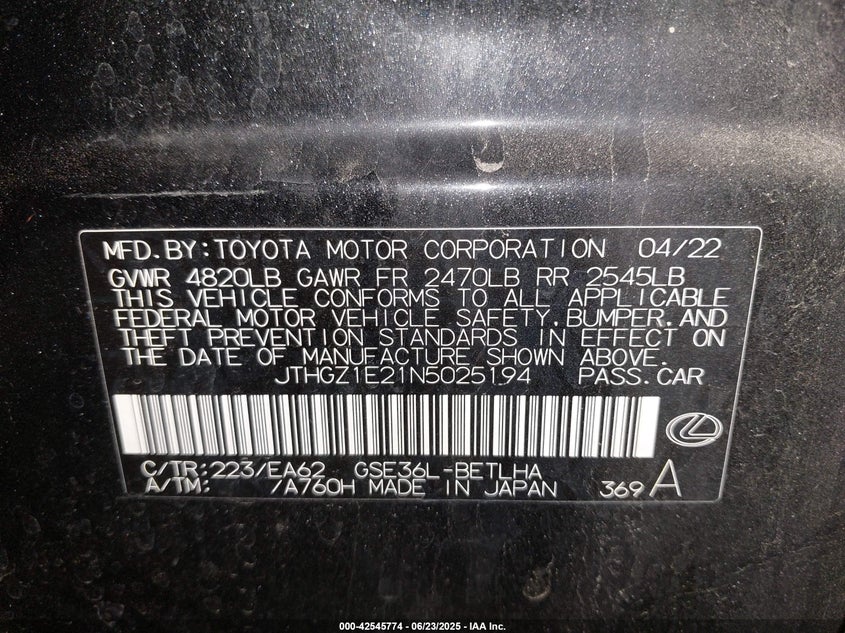 MFD. BY: TOYOTA MOTOR CORPORATION 04/22
GVWR 4820LB GAWR FR 2470LB RR 2545LB
THIS VEHICLE CONFORMS TO ALL APPLICABLE
FEDERAL MOTOR VEHICLE SAFETY, BUMPER, AND
THEFT PREVENTION STANDARDS IN EFFECT ON
THE DATE OF MANUFACTURE SHOWN ABOVE.
JTHGZ1E21N5025194 PASS. CAR
C/TR: 223/EA62 GSE36L-BETLHA
A/TM: /A760H MADE IN JAPAN 369 A
000-42545774 - 06/23/2025 - IAA Inc.